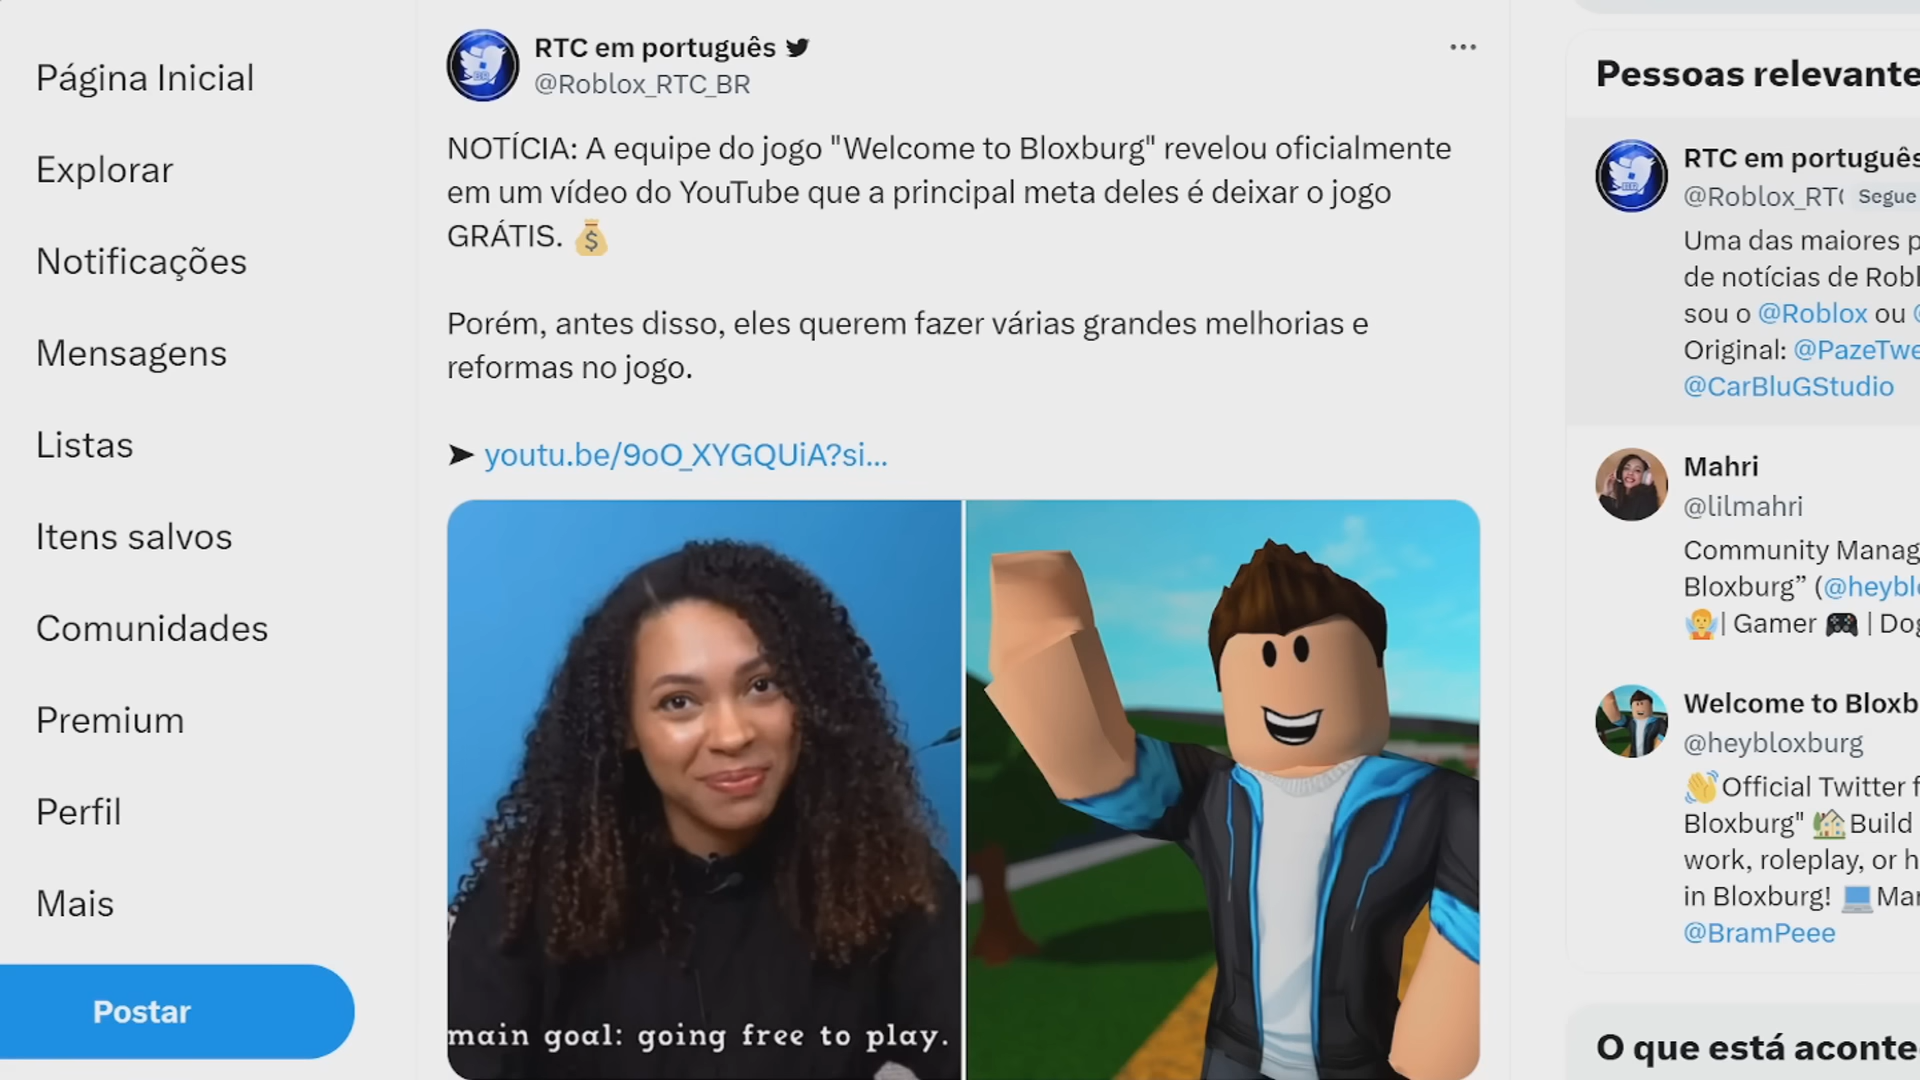 Página Inicial
Explorar
Notificações
Mensagens
Listas
Itens salvos
Comunidades
Premium
Perfil
Mais
Postar
RTC em português
@Roblox_RTC_BR
NOTÍCIA: A equipe do jogo "Welcome to Bloxburg" revelou oficialmente
em um vídeo do YouTube que a principal meta deles é deixar o jogo
GRÁTIS. 💰
Porém, antes disso, eles querem fazer várias grandes melhorias e
reformas no jogo.
➤ youtu.be/9oO_XYGQUiA?si...
main goal: going free to play.
Pessoas relevante
RTC em português
@Roblox_RT Segue
Uma das maiores p
de notícias de Robl
sou o @Roblox ou @
Original: @PazeTwe
@CarBluGStudio
Mahri
@lilmahri
Community Manag
Bloxburg” (@heyblo
🧚| Gamer 🎮 | Dog
Welcome to Bloxb
@heybloxburg
👋Official Twitter f
Bloxburg" 🏡Build
work, roleplay, or h
in Bloxburg! 💻Mar
@BramPeee
O que está aconte